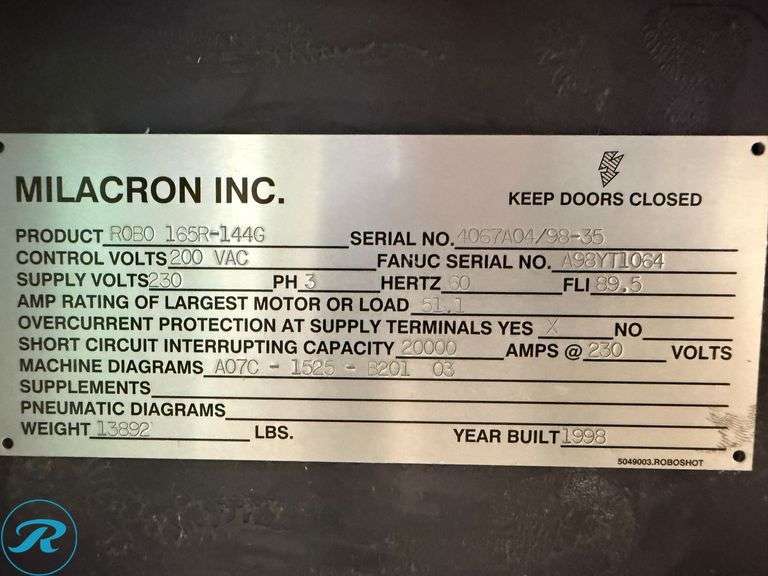 MILACRON INC.
KEEP DOORS CLOSED
PRODUCT ROBO 165R-144G SERIAL NO. 4067A04/98-35
CONTROL VOLTS 200 VAC FANUC SERIAL NO. A98YT1064
SUPPLY VOLTS 230 PH 3 HERTZ 60 FLI 89.5
AMP RATING OF LARGEST MOTOR OR LOAD 51.1
OVERCURRENT PROTECTION AT SUPPLY TERMINALS YES X NO
SHORT CIRCUIT INTERRUPTING CAPACITY 20000 AMPS @ 230 VOLTS
MACHINE DIAGRAMS A07C - 1525 - B201 03
SUPPLEMENTS
PNEUMATIC DIAGRAMS
WEIGHT 13892 LBS. YEAR BUILT 1998
5049003.ROBOSHOT
R